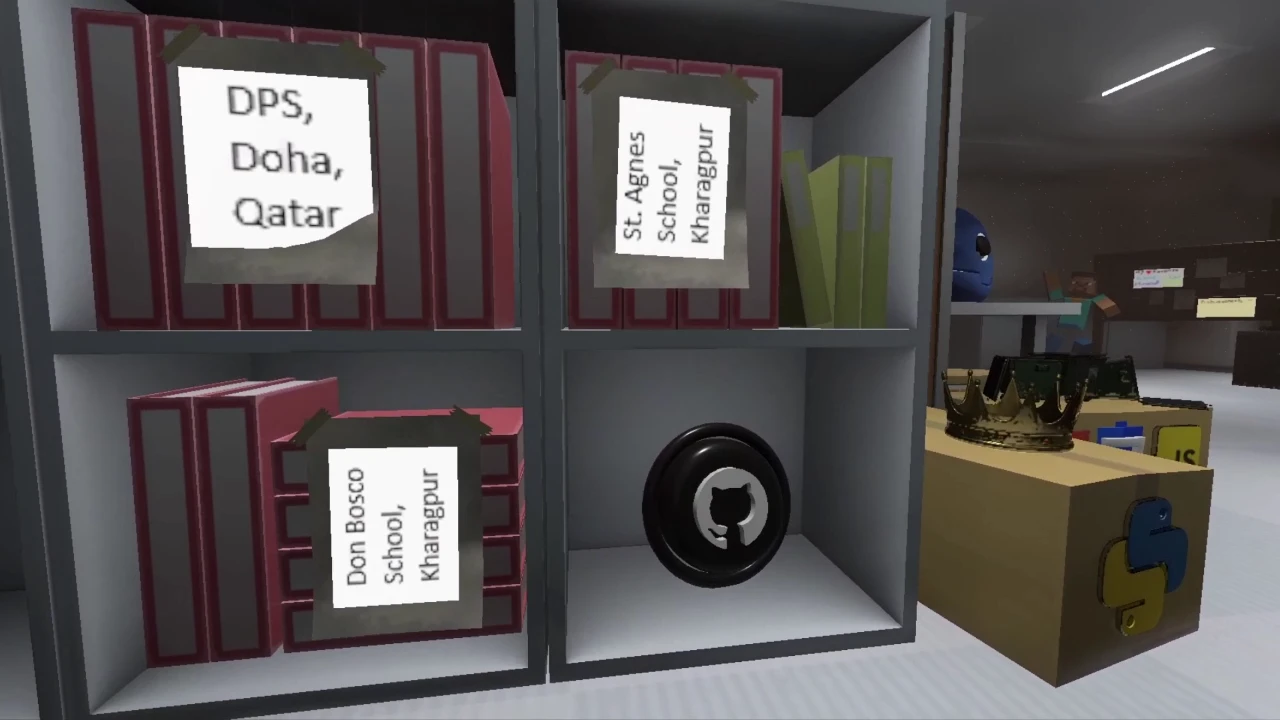 DPS,
Doha,
Qatar
St. Agnes
School,
Kharagpur
Don Bosco
School,
Kharagpur
JS